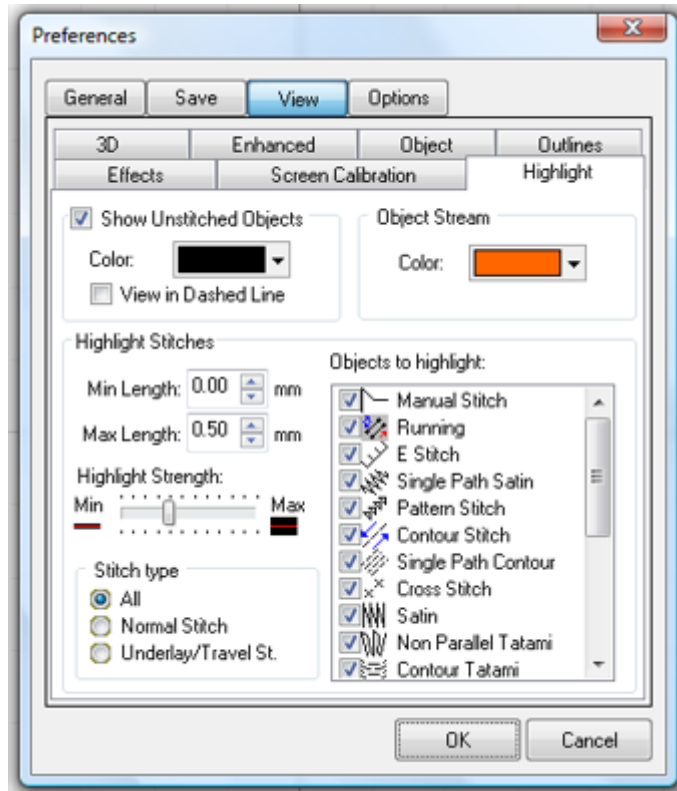 Preferences
General Save View Options
3D Enhanced Object Outlines
Effects Screen Calibration Highlight
Show Unstitched Objects
Color:
View in Dashed Line
Object Stream
Color:
Highlight Stitches
Min Length: 0.00 mm
Max Length: 0.50 mm
Highlight Strength:
Min Max
Stitch type
All
Normal Stitch
Underlay/Travel St.
Objects to highlight:
Manual Stitch
Running
E Stitch
Single Path Satin
Pattern Stitch
Contour Stitch
Single Path Contour
Cross Stitch
Satin
Non Parallel Tatami
Contour Tatami
OK Cancel